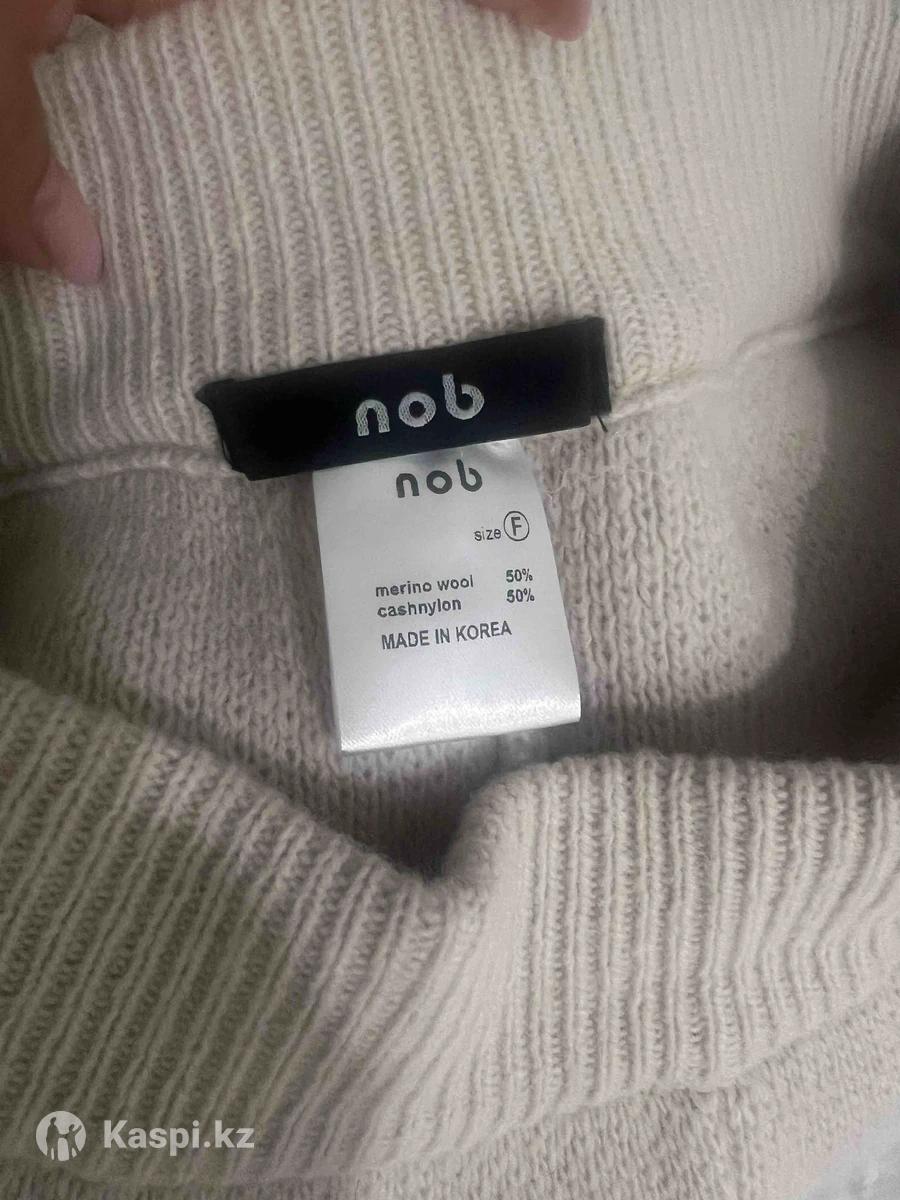 nob
nob
size F
merino wool 50%
cashnylon 50%
MADE IN KOREA
Kaspi.kz